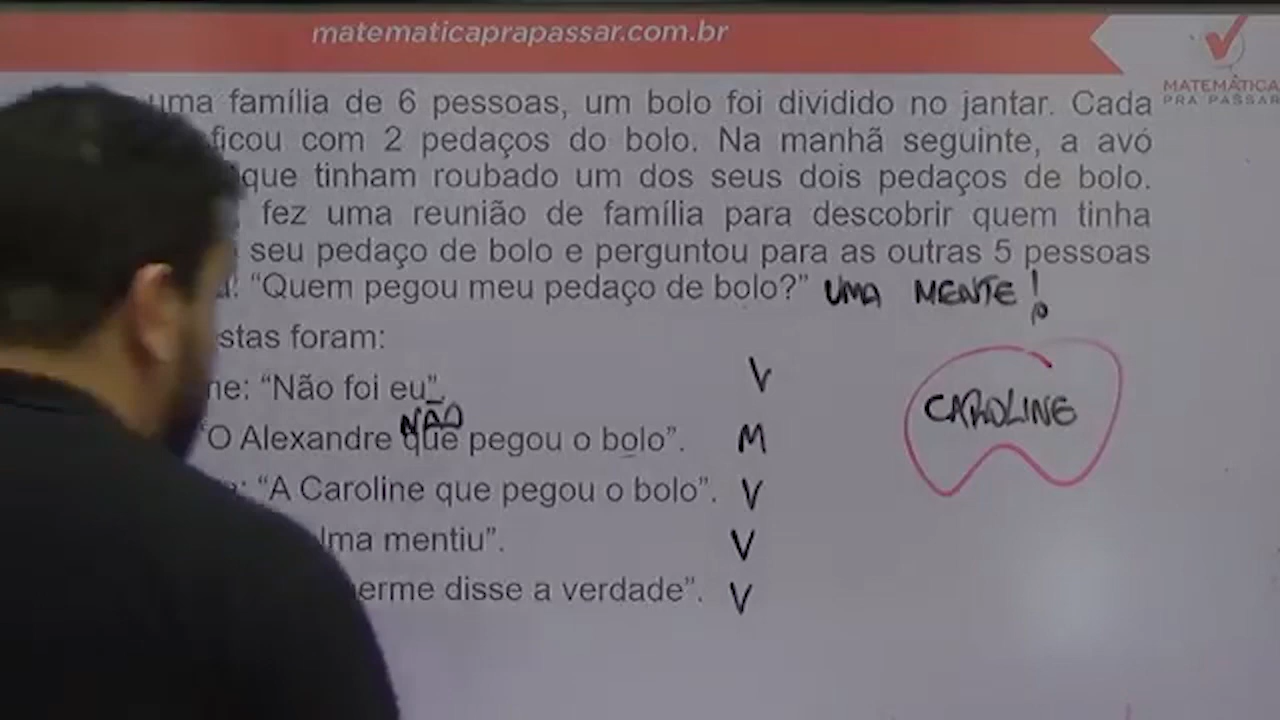 matematicaprapassar.com.br
MATEMÁTICA
PRA PASSAR
uma família de 6 pessoas, um bolo foi dividido no jantar. Cada
ficou com 2 pedaços do bolo. Na manhã seguinte, a avó
que tinham roubado um dos seus dois pedaços de bolo.
fez uma reunião de família para descobrir quem tinha
seu pedaço de bolo e perguntou para as outras 5 pessoas
“Quem pegou meu pedaço de bolo?” UMA MENTE!
stas foram:
ne: “Não foi eu”. V
NÃO
“O Alexandre que pegou o bolo”. M
“A Caroline que pegou o bolo”. V
lma mentiu”. V
erme disse a verdade”. V
CAROLINE